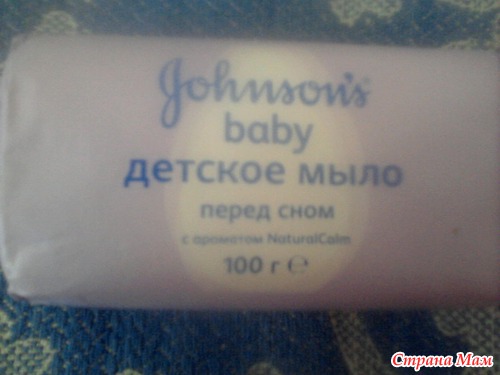 Johnson's®
baby
детское мыло
перед сном
с ароматом NaturalCalm
100 г ℮
Страна Мам